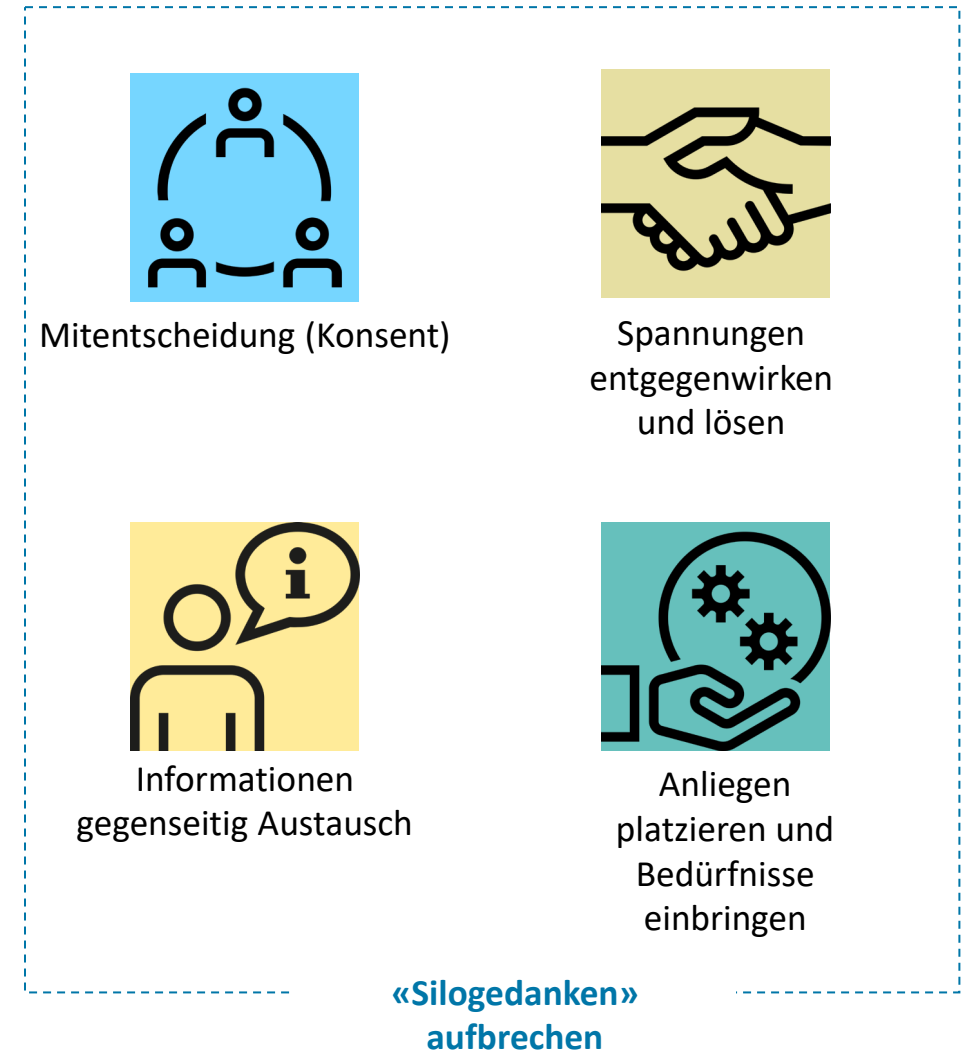 Mitentscheidung (Konsent)
Spannungen
entgegenwirken
und lösen
i
Informationen
gegenseitig Austausch
Anliegen
platzieren und
Bedürfnisse
einbringen
«Silogedanken»
aufbrechen